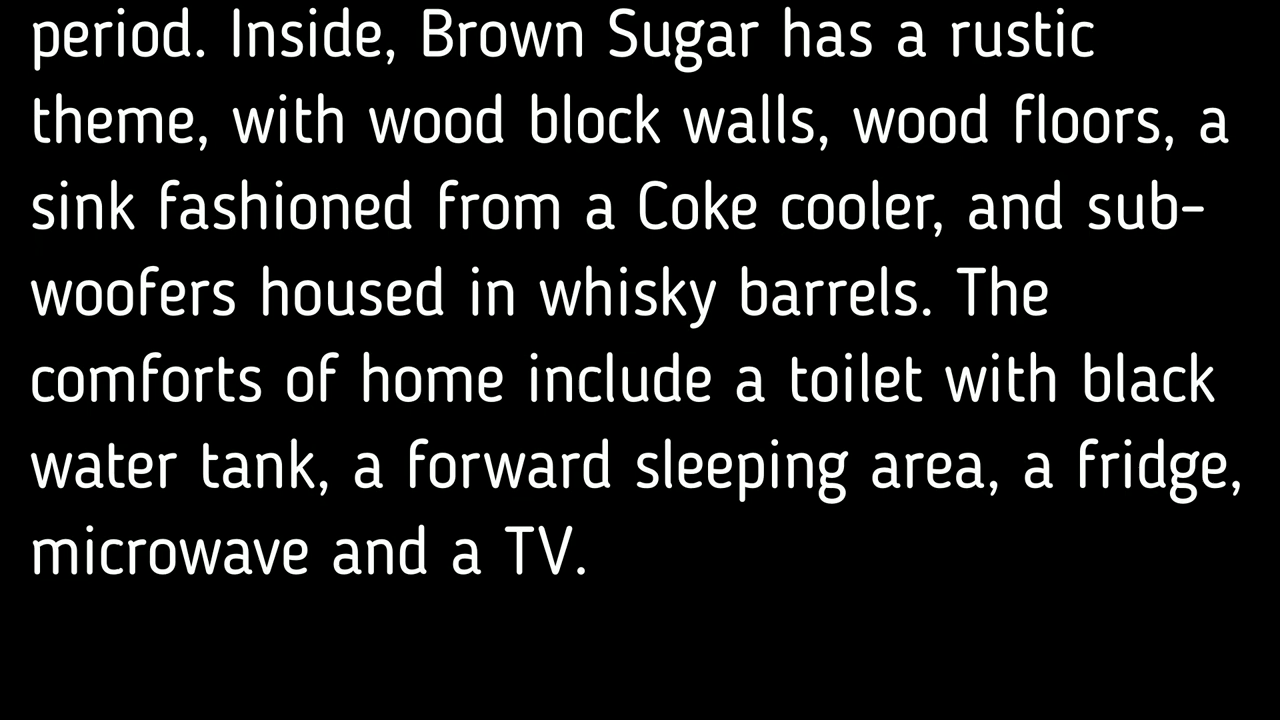 period. Inside, Brown Sugar has a rustic
theme, with wood block walls, wood floors, a
sink fashioned from a Coke cooler, and sub-
woofers housed in whisky barrels. The
comforts of home include a toilet with black
water tank, a forward sleeping area, a fridge,
microwave and a TV.